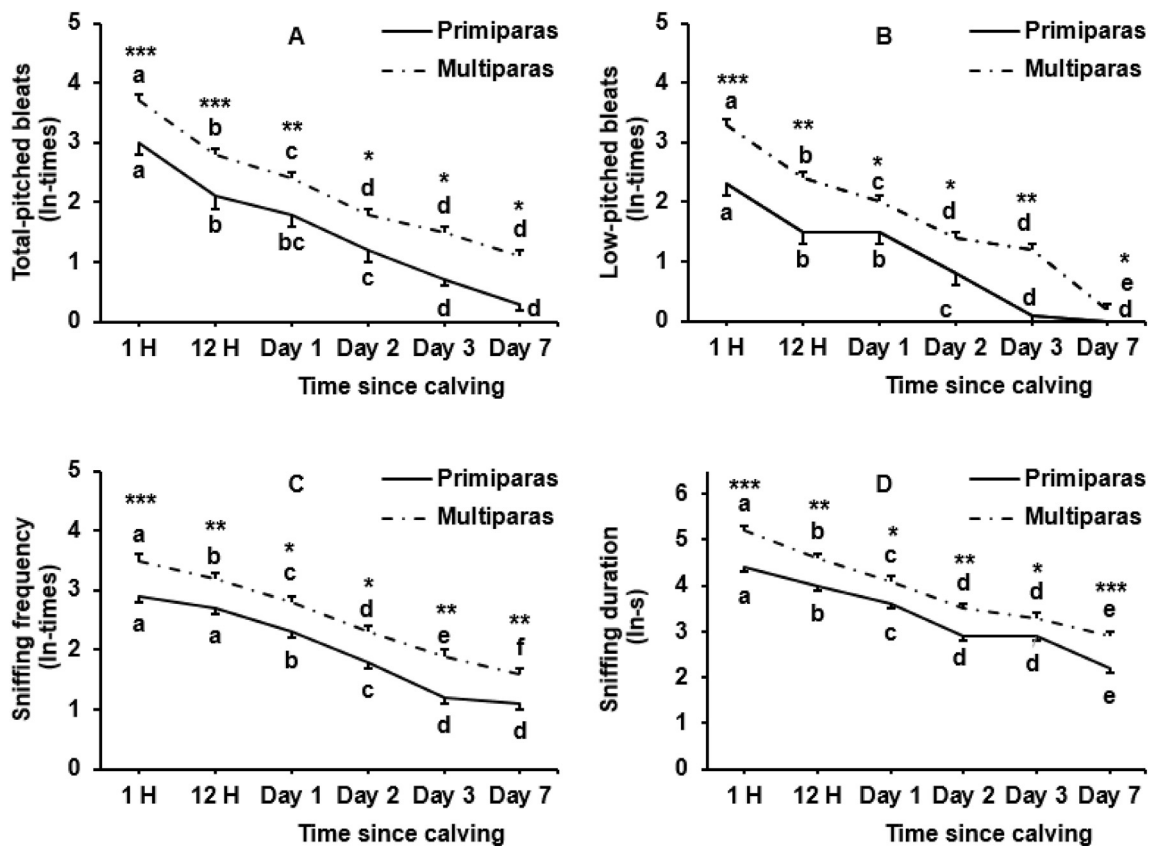 Total-pitched bleats
(In-times)
5
4
3
2
1
0
A
Primiparas
Multiparas
***
a
***
b
**
c
*
d
*
d
*
d
a
b
bc
c
d
d
1 H 12 H Day 1 Day 2 Day 3 Day 7
Time since calving
Low-pitched bleats
(In-times)
5
4
3
2
1
0
B
Primiparas
Multiparas
***
a
**
b
*
c
*
d
**
d
*
e
a
b
b
c
d
d
1 H 12 H Day 1 Day 2 Day 3 Day 7
Time since calving
Sniffing frequency
(In-times)
5
4
3
2
1
0
C
Primiparas
Multiparas
***
a
**
b
*
c
*
d
**
e
**
f
a
a
b
c
d
d
1 H 12 H Day 1 Day 2 Day 3 Day 7
Time since calving
Sniffing duration
(In-s)
6
5
4
3
2
1
0
D
Primiparas
Multiparas
***
a
**
b
*
c
**
d
*
d
***
e
a
b
c
d
d
e
1 H 12 H Day 1 Day 2 Day 3 Day 7
Time since calving